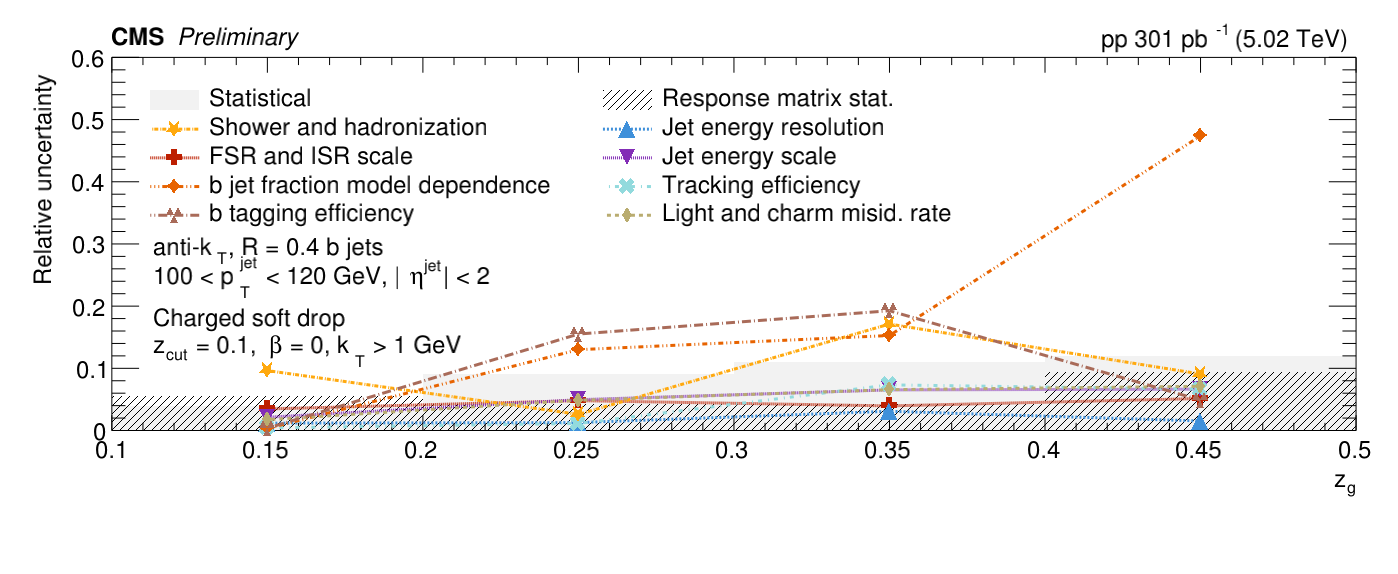 CMS Preliminary
pp 301 pb -1 (5.02 TeV)
Relative uncertainty
0.6
0.5
0.4
0.3
0.2
0.1
0
Statistical
Shower and hadronization
FSR and ISR scale
b jet fraction model dependence
b tagging efficiency
Response matrix stat.
Jet energy resolution
Jet energy scale
Tracking efficiency
Light and charm misid. rate
anti-k T, R = 0.4 b jets
100 < p T jet < 120 GeV, | η jet | < 2
Charged soft drop
z cut = 0.1, β = 0, k T > 1 GeV
0.1 0.15 0.2 0.25 0.3 0.35 0.4 0.45 0.5
z g